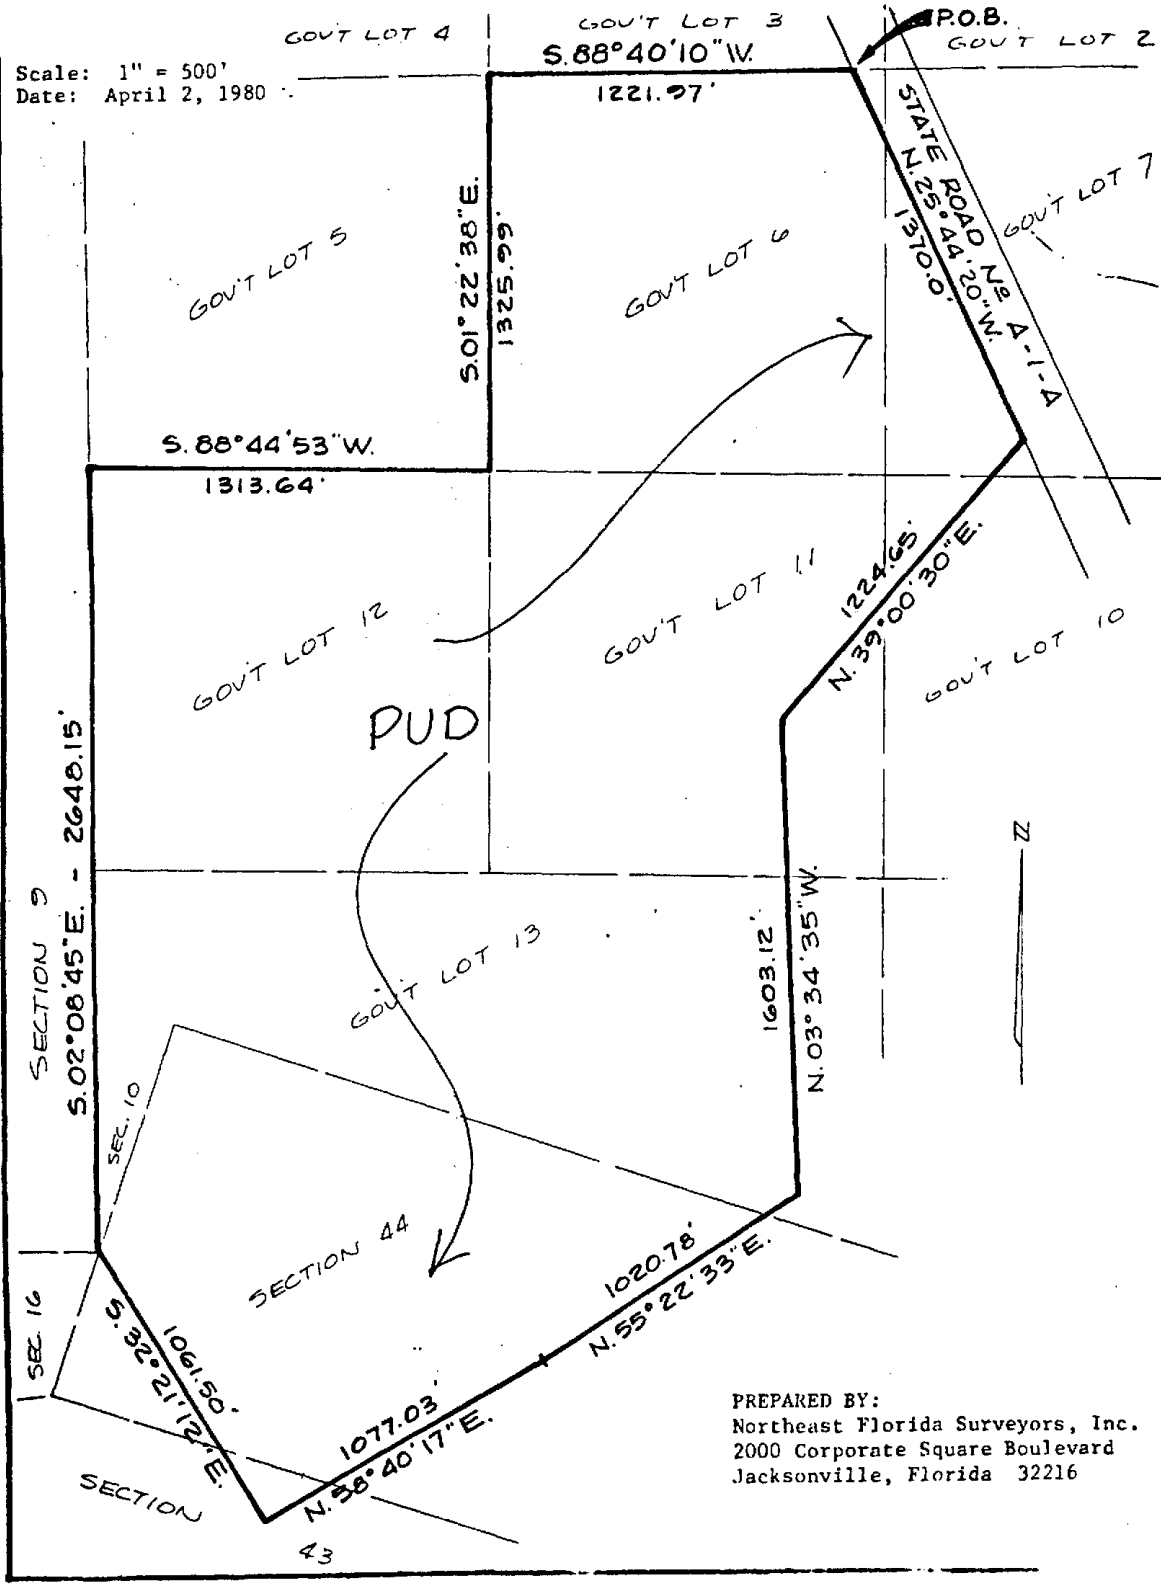 GOV'T LOT 4
GOV'T LOT 3
P.O.B.
GOV'T LOT 2
Scale: 1" = 500'
Date: April 2, 1980
S.88°40'10"W.
1221.97'
STATE ROAD Nº A-1-A
N.25°44'20"W.
1370.0'
GOV'T LOT 7
GOV'T LOT 5
S.01°22'38"E.
1325.99'
GOV'T LOT 6
S.88°44'53"W.
1313.64'
GOV'T LOT 12
GOV'T LOT 11
1224.65'
N.39°00'30"E.
GOV'T LOT 10
PUD
SECTION 9
S.02°08'45"E. - 2648.15'
N
GOV'T LOT 13
1603.12'
N.03°34'35"W.
SEC. 10
SECTION 44
SEC. 16
1061.50'
S.32°21'12"E.
1020.78'
N.55°22'33"E.
1077.03'
N.58°40'17"E.
SECTION
43
PREPARED BY:
Northeast Florida Surveyors, Inc.
2000 Corporate Square Boulevard
Jacksonville, Florida 32216